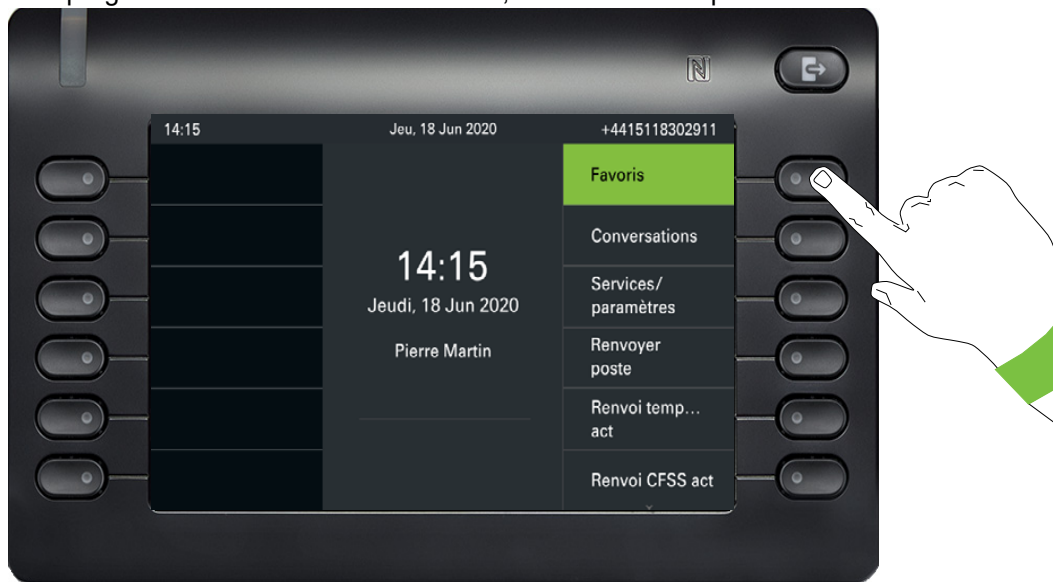 14:15
Jeu, 18 Jun 2020
+4415118302911
Favoris
Conversations
Services/
paramètres
Renvoyer
poste
Renvoi temp...
act
Renvoi CFSS act
14:15
Jeudi, 18 Jun 2020
Pierre Martin